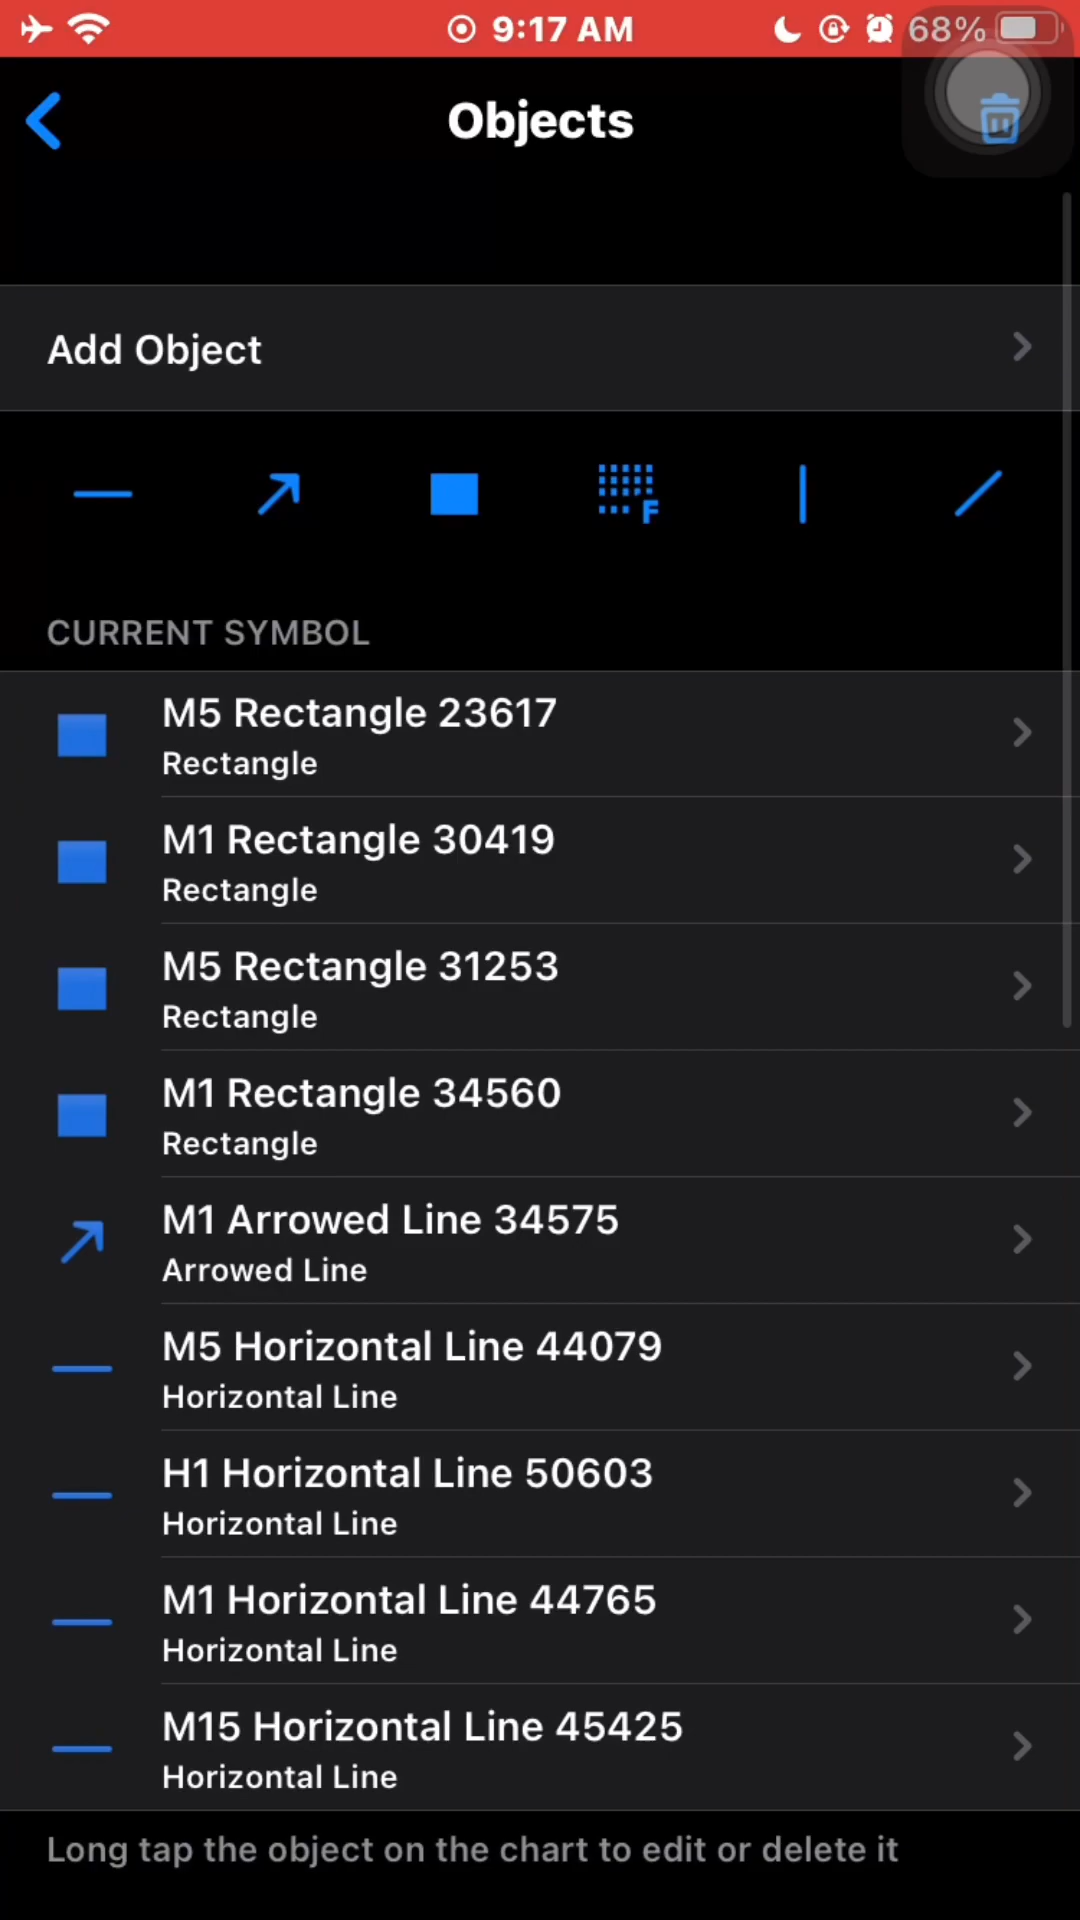 9:17 AM
68%
Objects
Add Object
F
CURRENT SYMBOL
M5 Rectangle 23617
Rectangle
M1 Rectangle 30419
Rectangle
M5 Rectangle 31253
Rectangle
M1 Rectangle 34560
Rectangle
M1 Arrowed Line 34575
Arrowed Line
M5 Horizontal Line 44079
Horizontal Line
H1 Horizontal Line 50603
Horizontal Line
M1 Horizontal Line 44765
Horizontal Line
M15 Horizontal Line 45425
Horizontal Line
Long tap the object on the chart to edit or delete it